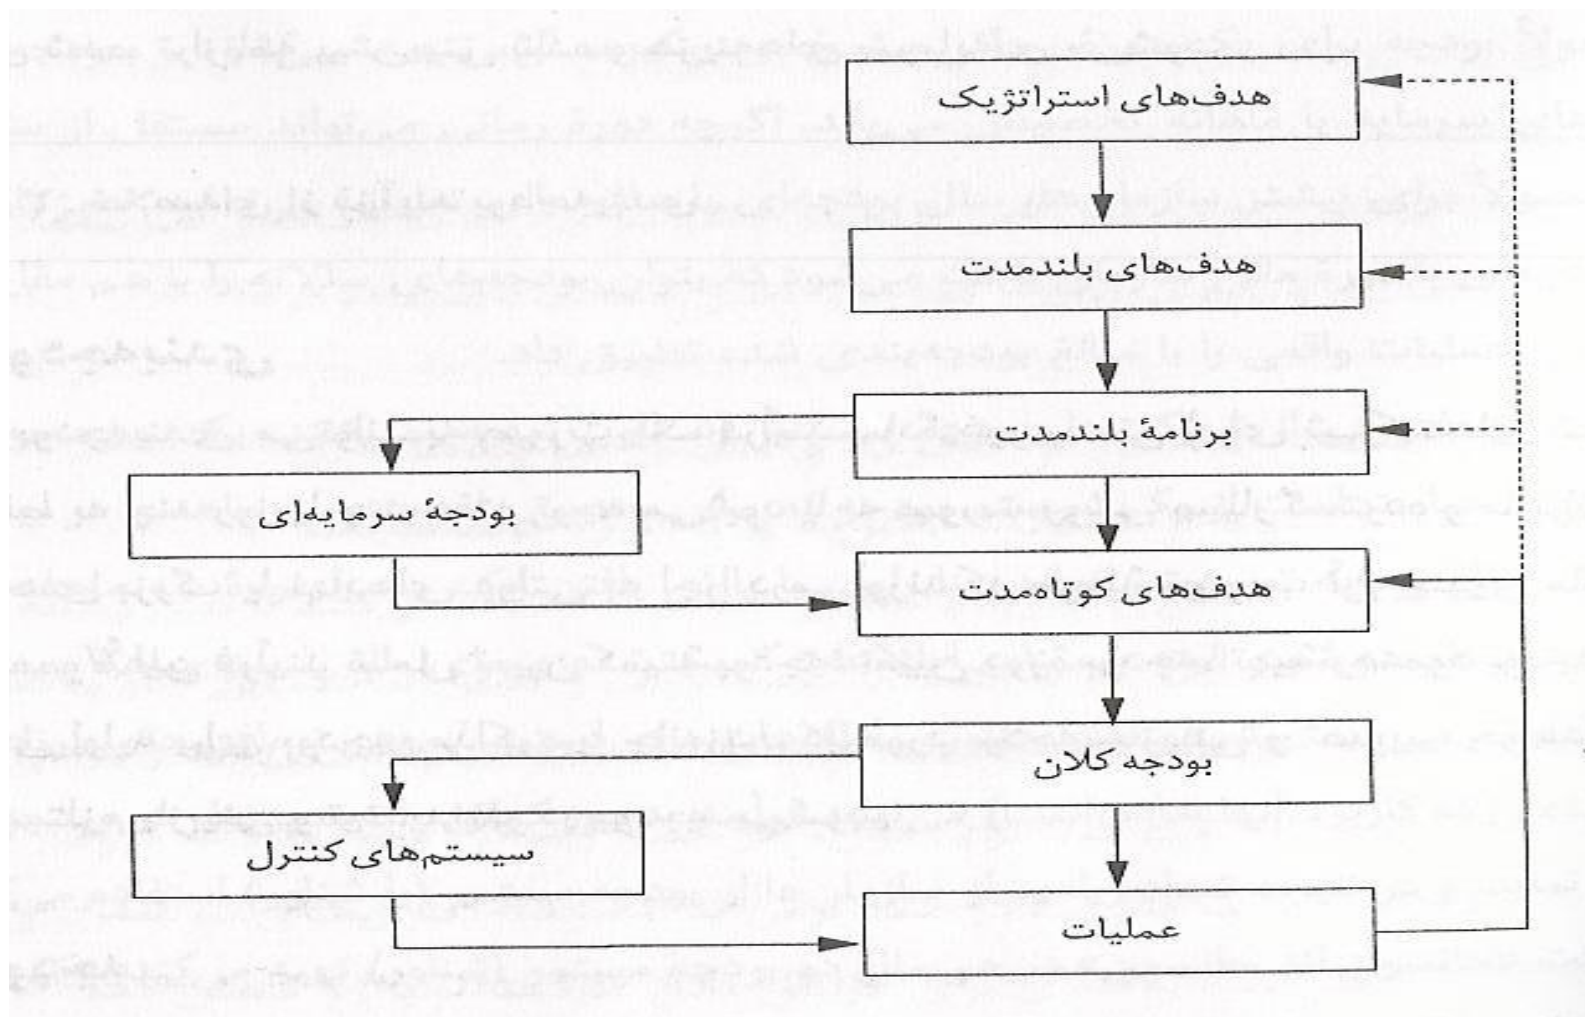 هدف‌های استراتژیک
هدف‌های بلندمدت
برنامهٔ بلندمدت
بودجهٔ سرمایه‌ای
هدف‌های کوتاه‌مدت
بودجه کلان
سیستم‌های کنترل
عملیات